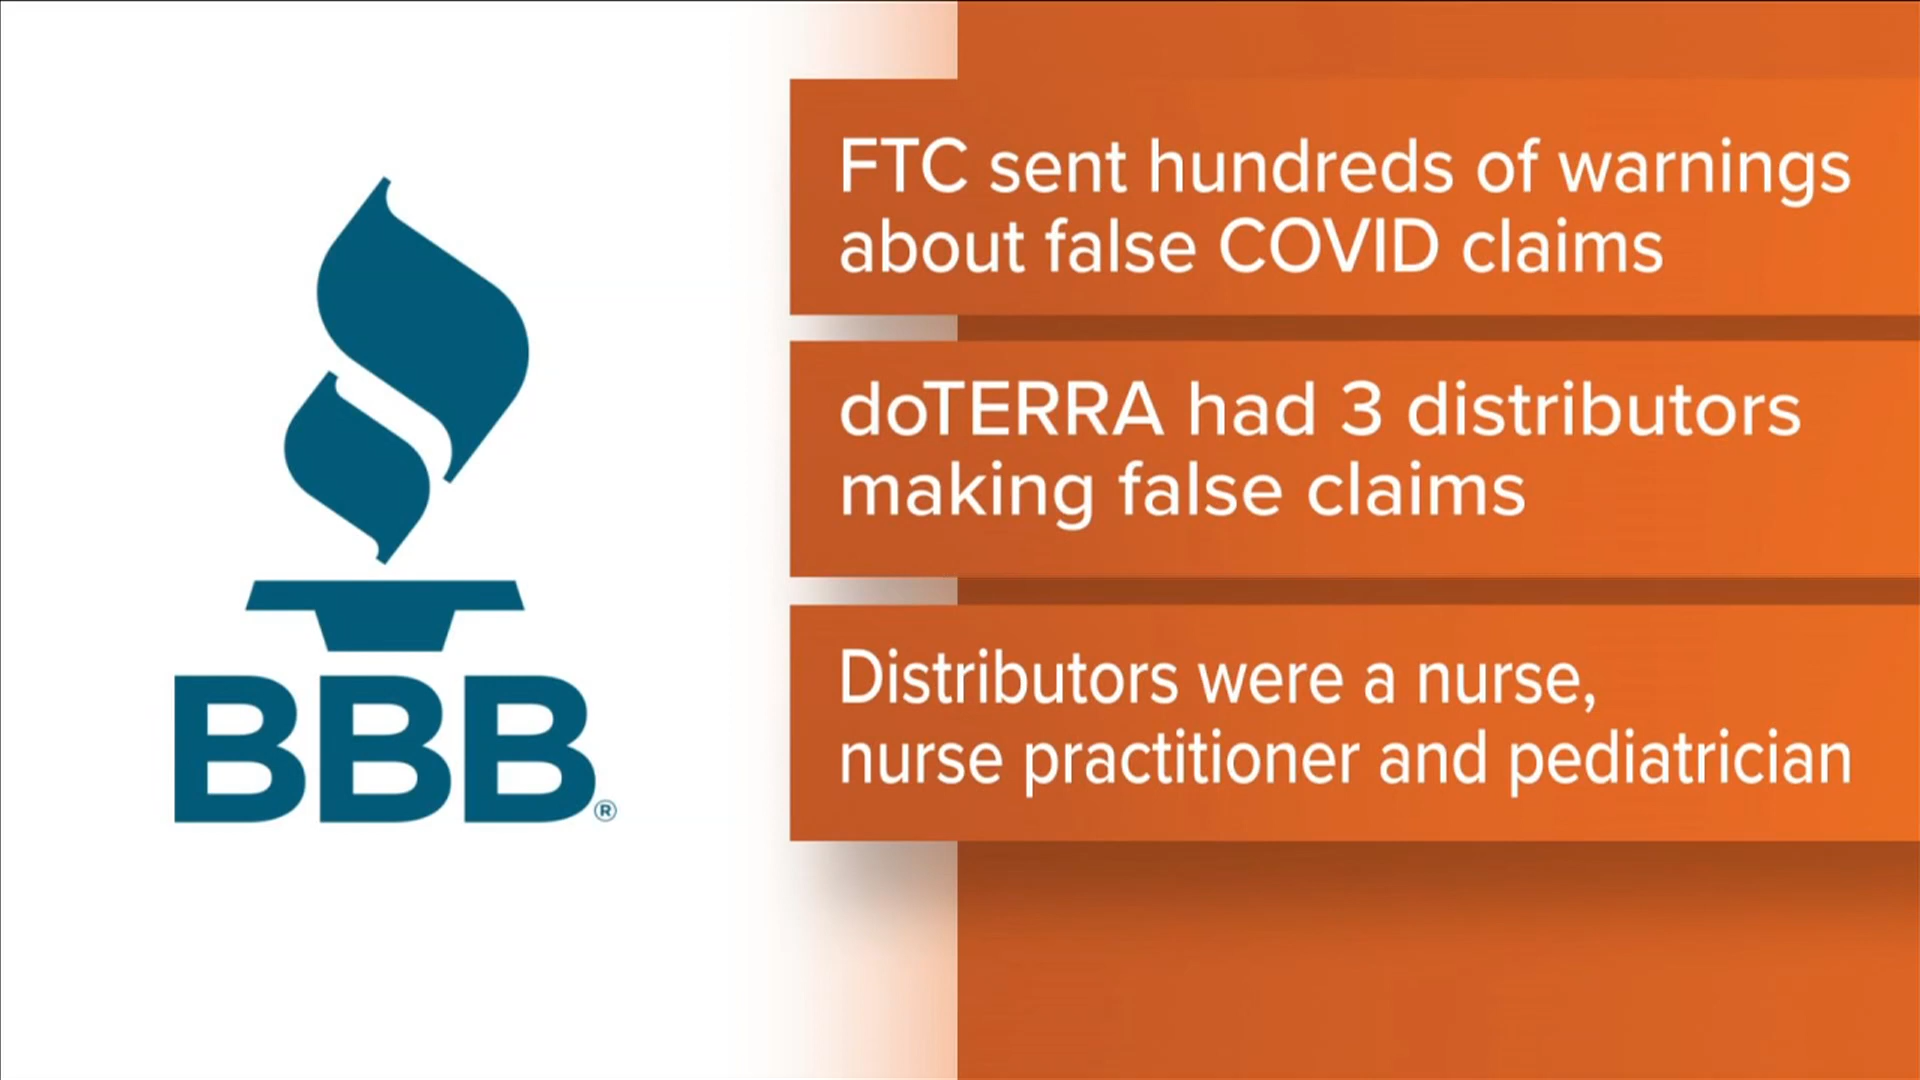 FTC sent hundreds of warnings
about false COVID claims
doTERRA had 3 distributors
making false claims
Distributors were a nurse,
nurse practitioner and pediatrician
BBB®